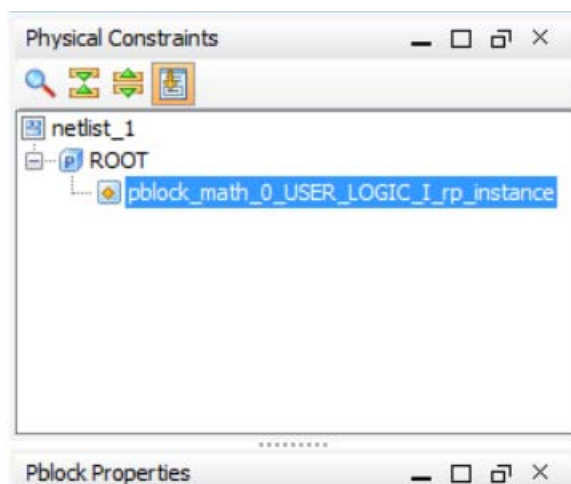 Physical Constraints
netlist_1
ROOT
pblock_math_0_USER_LOGIC_I_rp_instance
Pblock Properties